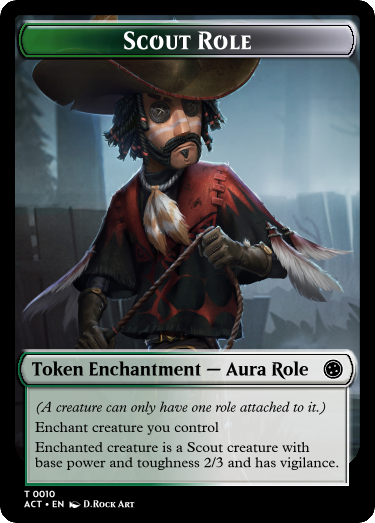 Scout Role
Token Enchantment — Aura Role
(A creature can only have one role attached to it.)
Enchant creature you control
Enchanted creature is a Scout creature with
base power and toughness 2/3 and has vigilance.
T 0010
ACT • EN D.Rock Art